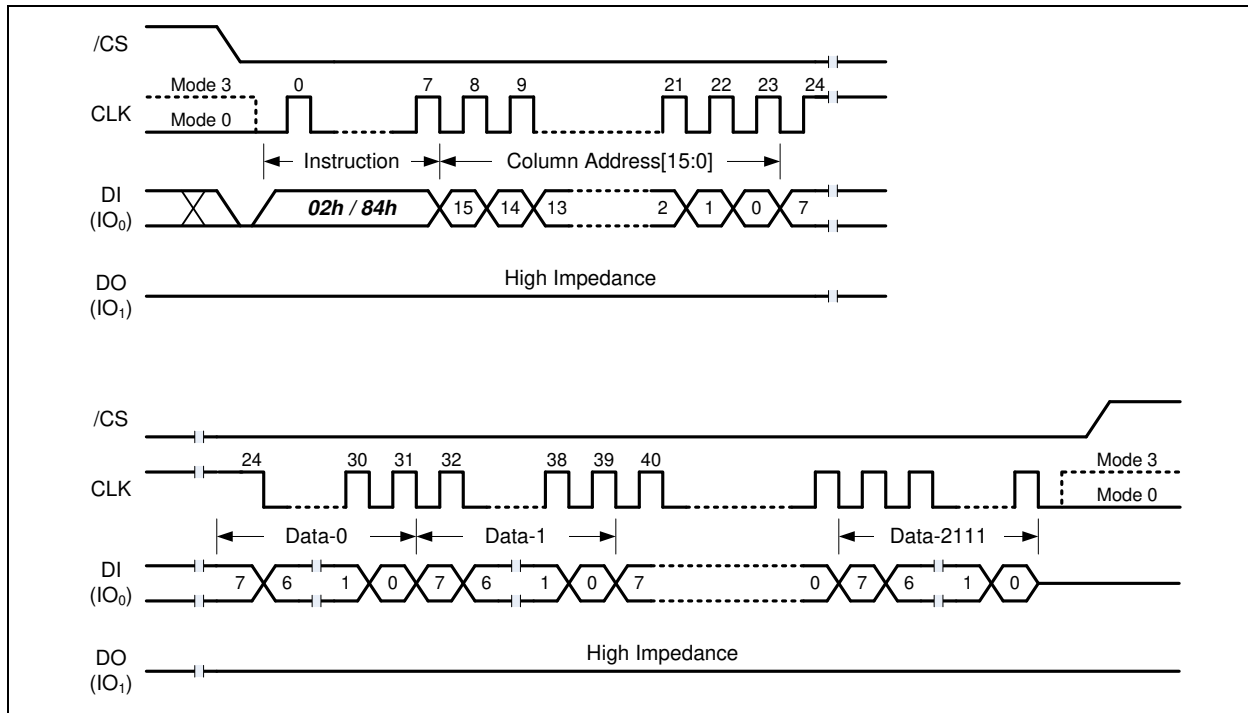 /CS
Mode 3 0 7 8 9 21 22 23 24
CLK
Mode 0
Instruction Column Address[15:0]
DI
(IO0)
02h / 84h 15 14 13 2 1 0 7
DO
(IO1)
High Impedance
/CS
24 30 31 32 38 39 40 Mode 3
CLK
Mode 0
Data-0 Data-1 Data-2111
DI
(IO0)
7 6 1 0 7 6 1 0 7 0 7 6 1 0
DO
(IO1)
High Impedance